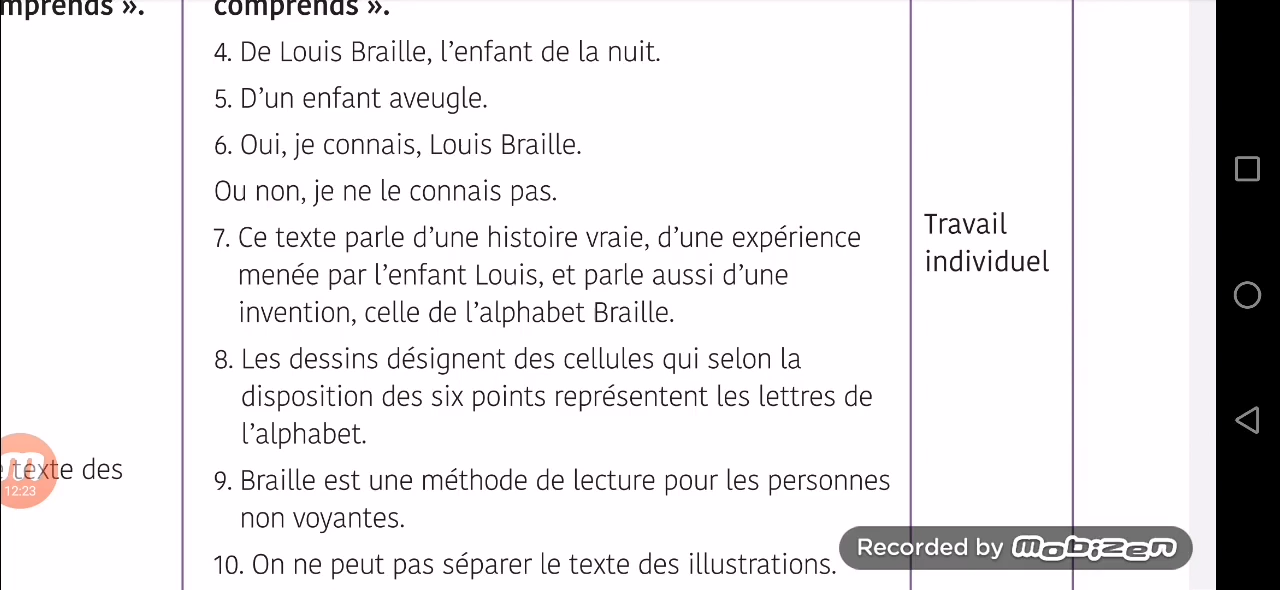 mprends ».
comprends ».
4. De Louis Braille, l'enfant de la nuit.
5. D'un enfant aveugle.
6. Oui, je connais, Louis Braille.
Ou non, je ne le connais pas.
7. Ce texte parle d'une histoire vraie, d'une expérience
menée par l'enfant Louis, et parle aussi d'une
invention, celle de l'alphabet Braille.
8. Les dessins désignent des cellules qui selon la
disposition des six points représentent les lettres de
l'alphabet.
9. Braille est une méthode de lecture pour les personnes
non voyantes.
10. On ne peut pas séparer le texte des illustrations.
texte des
12:23
Travail
individuel
Recorded by mobizen